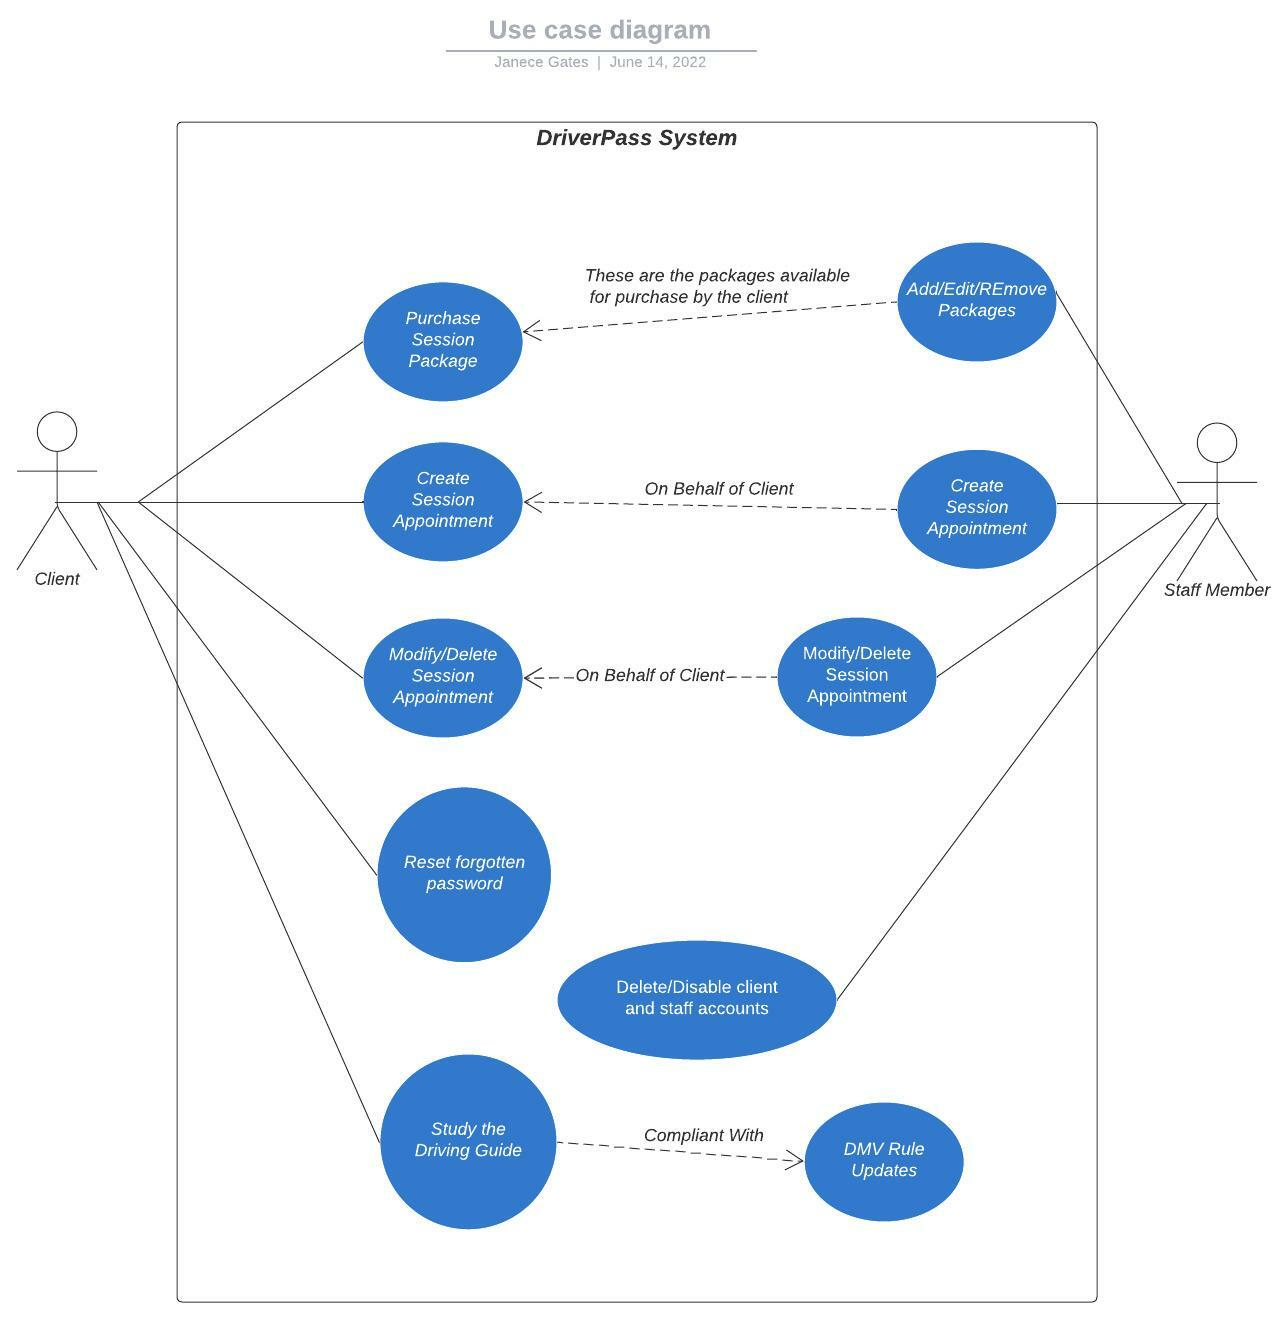 Use case diagram
Janece Gates | June 14, 2022
DriverPass System
These are the packages available
for purchase by the client
Add/Edit/REmove
Packages
Purchase
Session
Package
Create
Session
Appointment
On Behalf of Client
Create
Session
Appointment
Client
Staff Member
Modify/Delete
Session
Appointment
On Behalf of Client
Modify/Delete
Session
Appointment
Reset forgotten
password
Delete/Disable client
and staff accounts
Study the
Driving Guide
Compliant With
DMV Rule
Updates